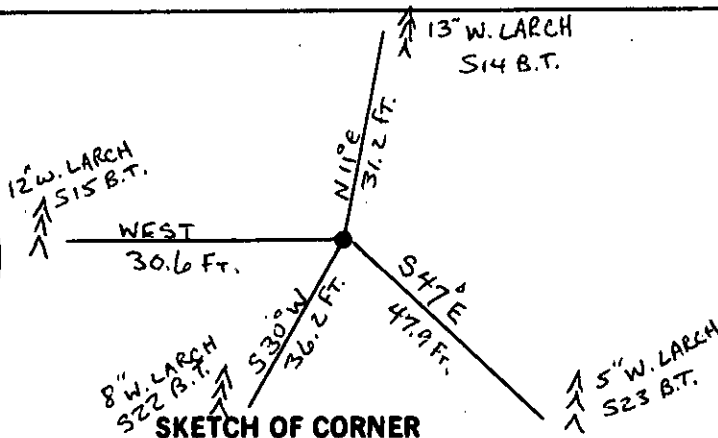 13" W. LARCH
S14 B.T.
N 11° E
31.2 FT.
12" W. LARCH
S15 B.T.
WEST
30.6 FT.
S30° W
36.2 FT.
S47° E
47.9 FT.
8" W. LARCH
S22 B.T.
5" W. LARCH
S23 B.T.
SKETCH OF CORNER